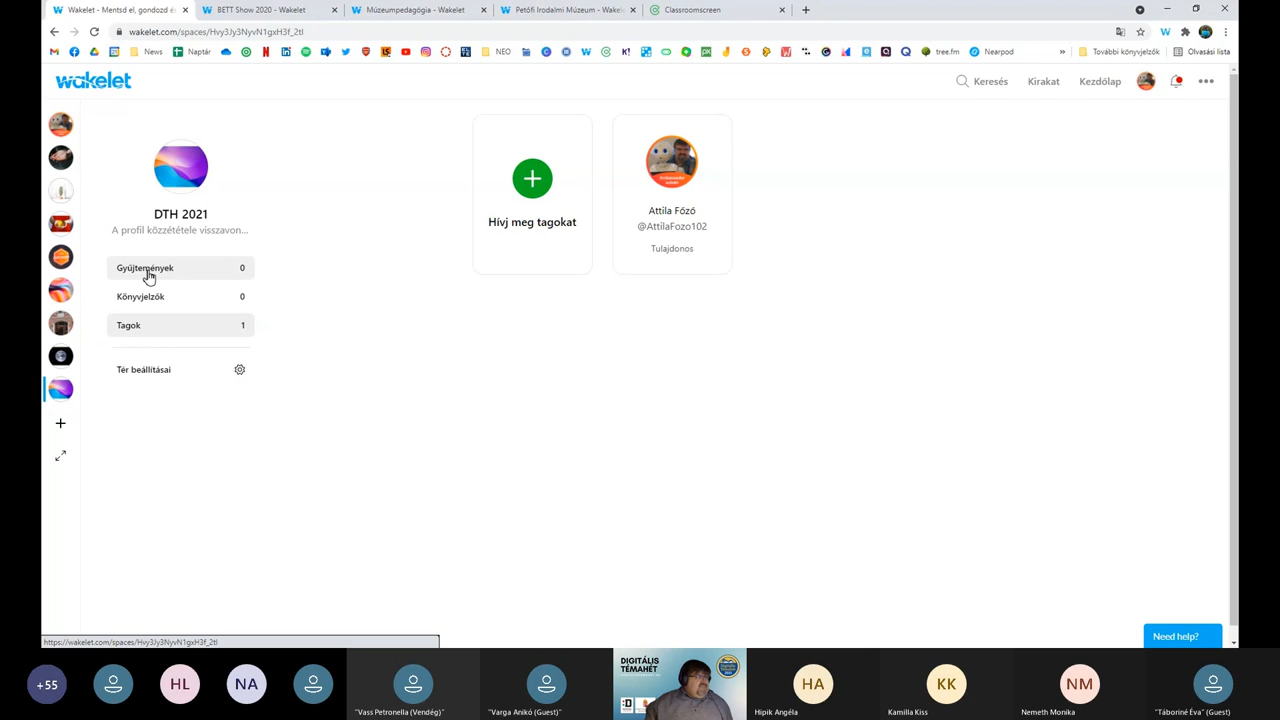 Wakelet - Mentsd el, gondozd és
BETT Show 2020 - Wakelet
Múzeumpedagógia - Wakelet
Petőfi Irodalmi Múzeum - Wakel
Classroomscreen
wakelet.com/spaces/Hvy3Jy3NyvN1gxH3f_2tI
News
Naptár
NEO
tree.fm
Nearpod
További könyvjelzők
Olvasási lista
wakelet
Keresés
Kirakat
Kezdőlap
DTH 2021
A profil közzététele visszavon...
Gyűjtemények 0
Könyvjelzők 0
Tagok 1
Tér beállításai
Hívj meg tagokat
Attila Főző
@AttilaFozo102
Tulajdonos
Need help?
https://wakelet.com/spaces/Hvy3Jy3NyvN1gxH3f_2tI
+55
HL
NA
"Vass Petronella (Vendég)"
"Varga Anikó (Guest)"
DIGITÁLIS
TÉMAHÉT
HA
Hipik Angéla
KK
Kamilla Kiss
NM
Nemeth Monika
"Táboriné Éva" (Guest)